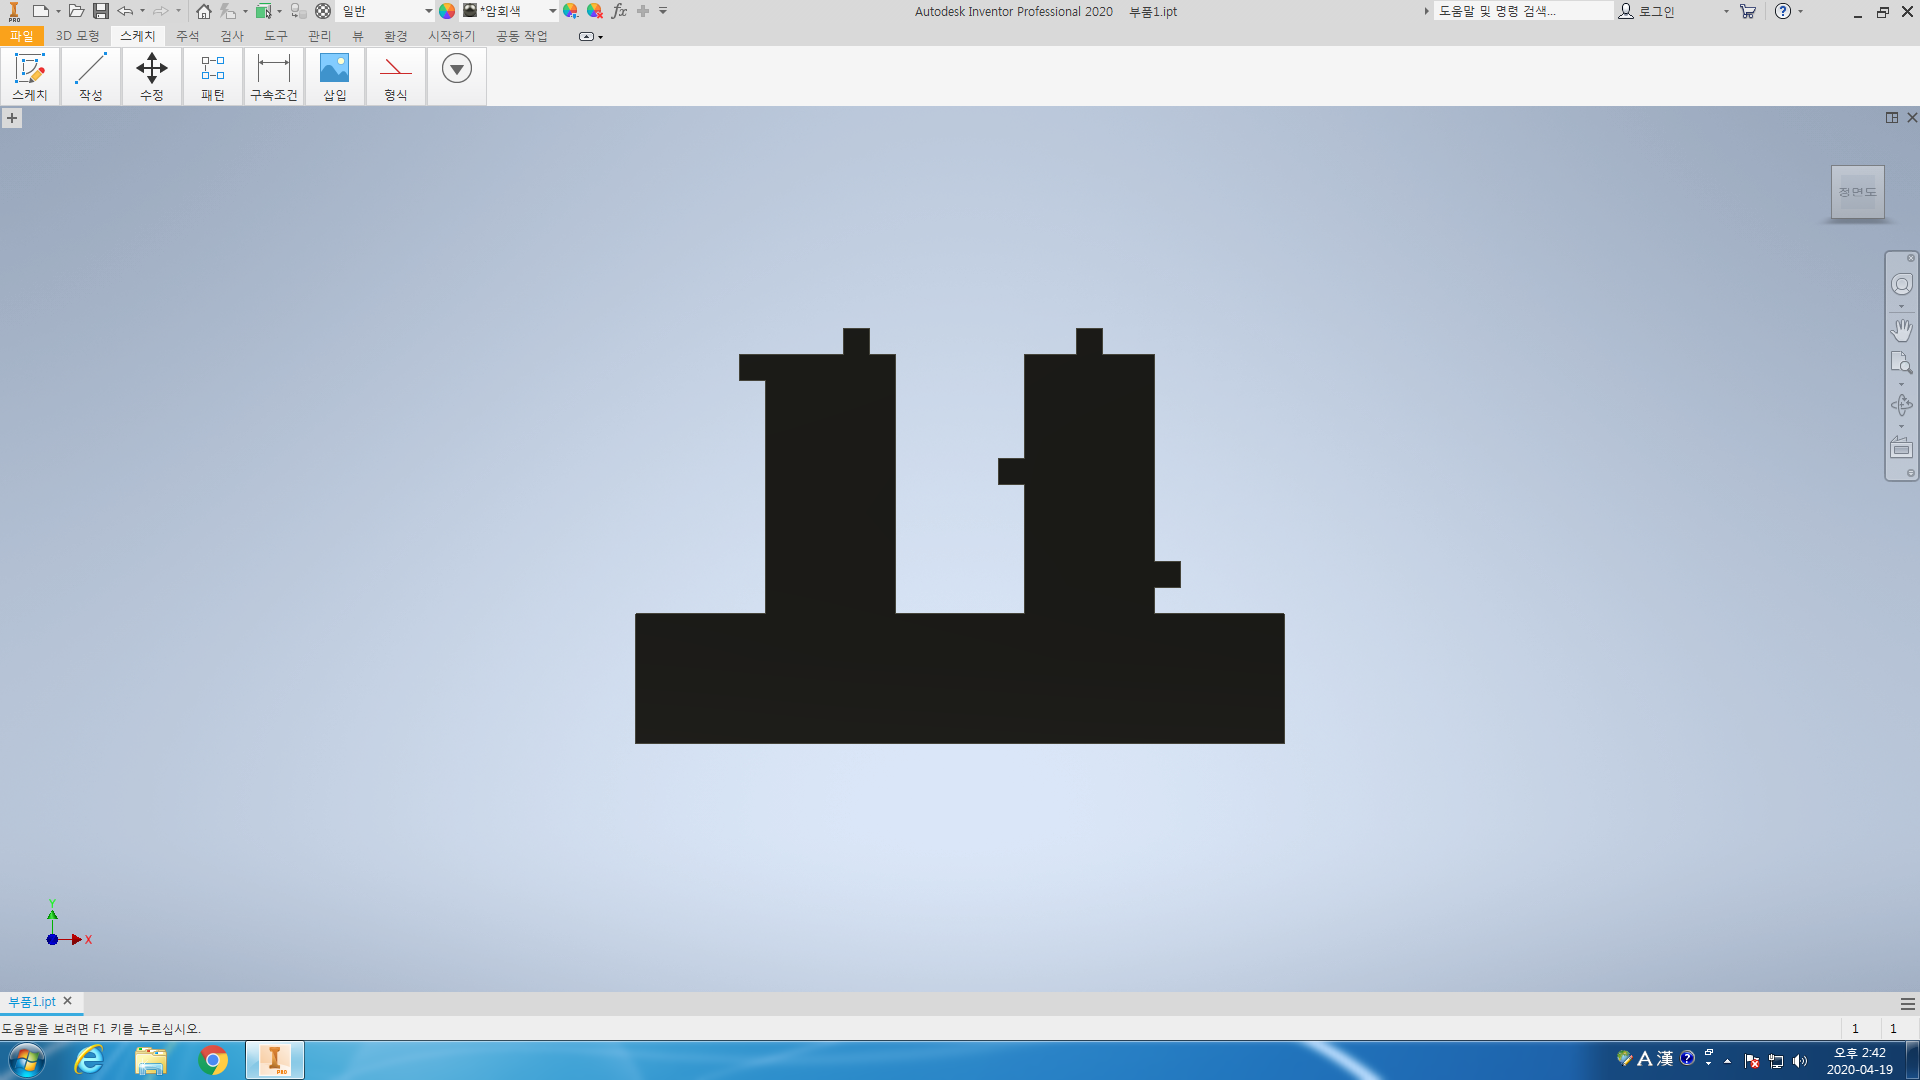 일반
*암회색
fx
Autodesk Inventor Professional 2020 부품1.ipt
도움말 및 명령 검색...
로그인
PRO
파일 3D 모형 스케치 주석 검사 도구 관리 뷰 환경 시작하기 공동 작업
스케치 작성 수정 패턴 구속조건 삽입 형식
정면도
Y
X
부품1.ipt
도움말을 보려면 F1 키를 누르십시오.
1 1
PRO
A 漢
오후 2:42
2020-04-19